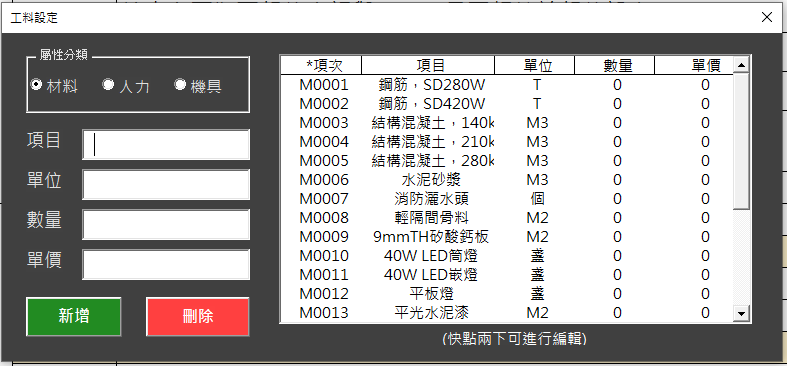 工料設定
屬性分類
材料 人力 機具
項目
單位
數量
單價
新增 刪除
*項次 項目 單位 數量 單價
M0001 鋼筋，SD280W T 0 0
M0002 鋼筋，SD420W T 0 0
M0003 結構混凝土，140k M3 0 0
M0004 結構混凝土，210k M3 0 0
M0005 結構混凝土，280k M3 0 0
M0006 水泥砂漿 M3 0 0
M0007 消防灑水頭 個 0 0
M0008 輕隔間骨料 M2 0 0
M0009 9mmTH矽酸鈣板 M2 0 0
M0010 40W LED筒燈 盞 0 0
M0011 40W LED嵌燈 盞 0 0
M0012 平板燈 盞 0 0
M0013 平光水泥漆 M2 0 0
(快點兩下可進行編輯)